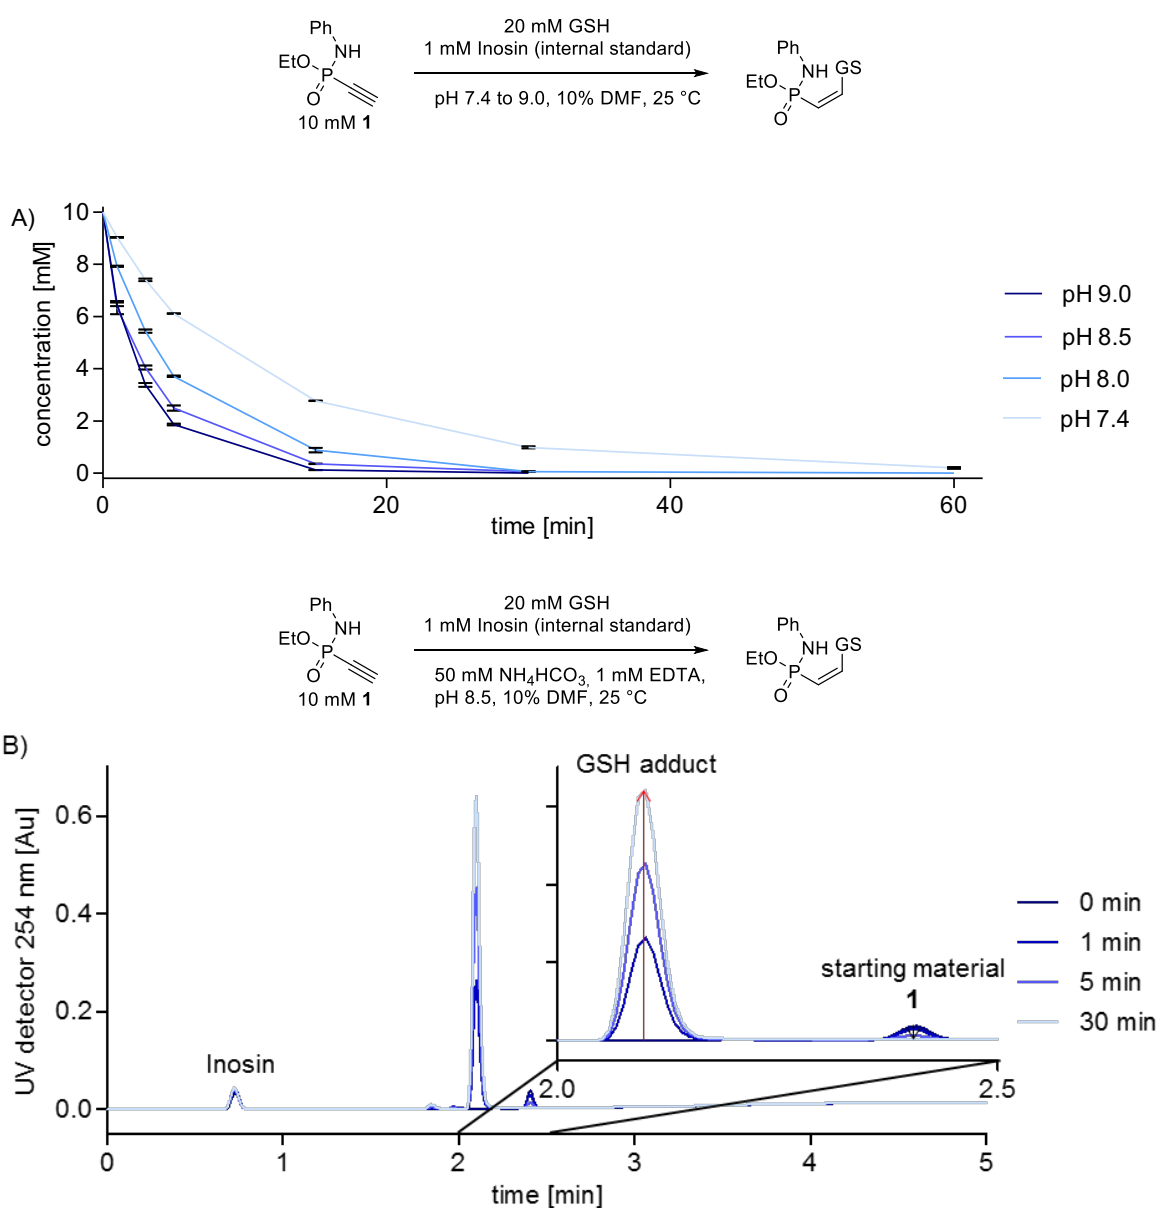 20 mM GSH
1 mM Inosin (internal standard)
pH 7.4 to 9.0, 10% DMF, 25 °C
Ph
NH
EtO
P
O
10 mM 1
Ph
NH
GS
EtO
P
O
A)
concentration [mM]
10
8
6
4
2
0
0
20
40
60
time [min]
pH 9.0
pH 8.5
pH 8.0
pH 7.4
20 mM GSH
1 mM Inosin (internal standard)
50 mM NH₄HCO₃, 1 mM EDTA,
pH 8.5, 10% DMF, 25 °C
Ph
NH
EtO
P
O
10 mM 1
Ph
NH
GS
EtO
P
O
B)
UV detector 254 nm [Au]
0.6
0.4
0.2
0.0
Inosin
GSH adduct
starting material
1
2.0
2.5
0
1
2
3
4
5
time [min]
0 min
1 min
5 min
30 min